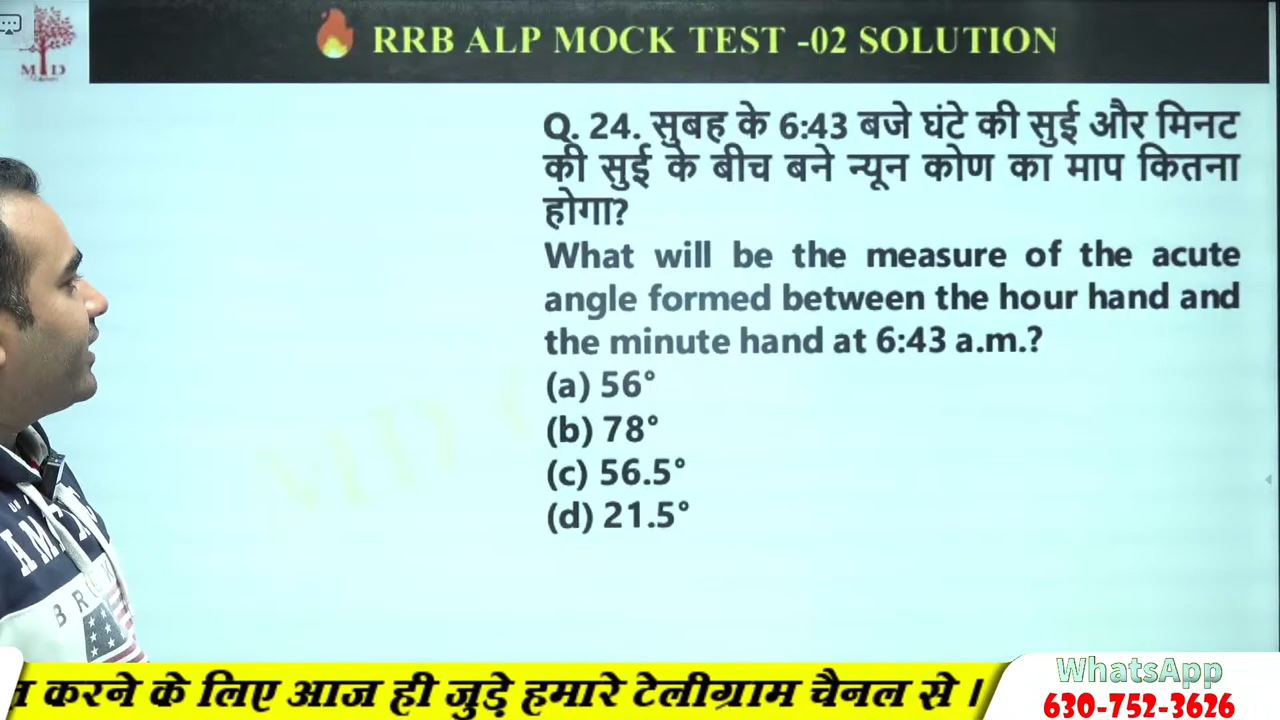 🔥 RRB ALP MOCK TEST -02 SOLUTION
Q. 24. सुबह के 6:43 बजे घंटे की सुई और मिनट
की सुई के बीच बने न्यून कोण का माप कितना
होगा?
What will be the measure of the acute
angle formed between the hour hand and
the minute hand at 6:43 a.m.?
(a) 56°
(b) 78°
(c) 56.5°
(d) 21.5°
MD
करने के लिए आज ही जुड़े हमारे टेलीग्राम चैनल से ।
WhatsApp
630-752-3626